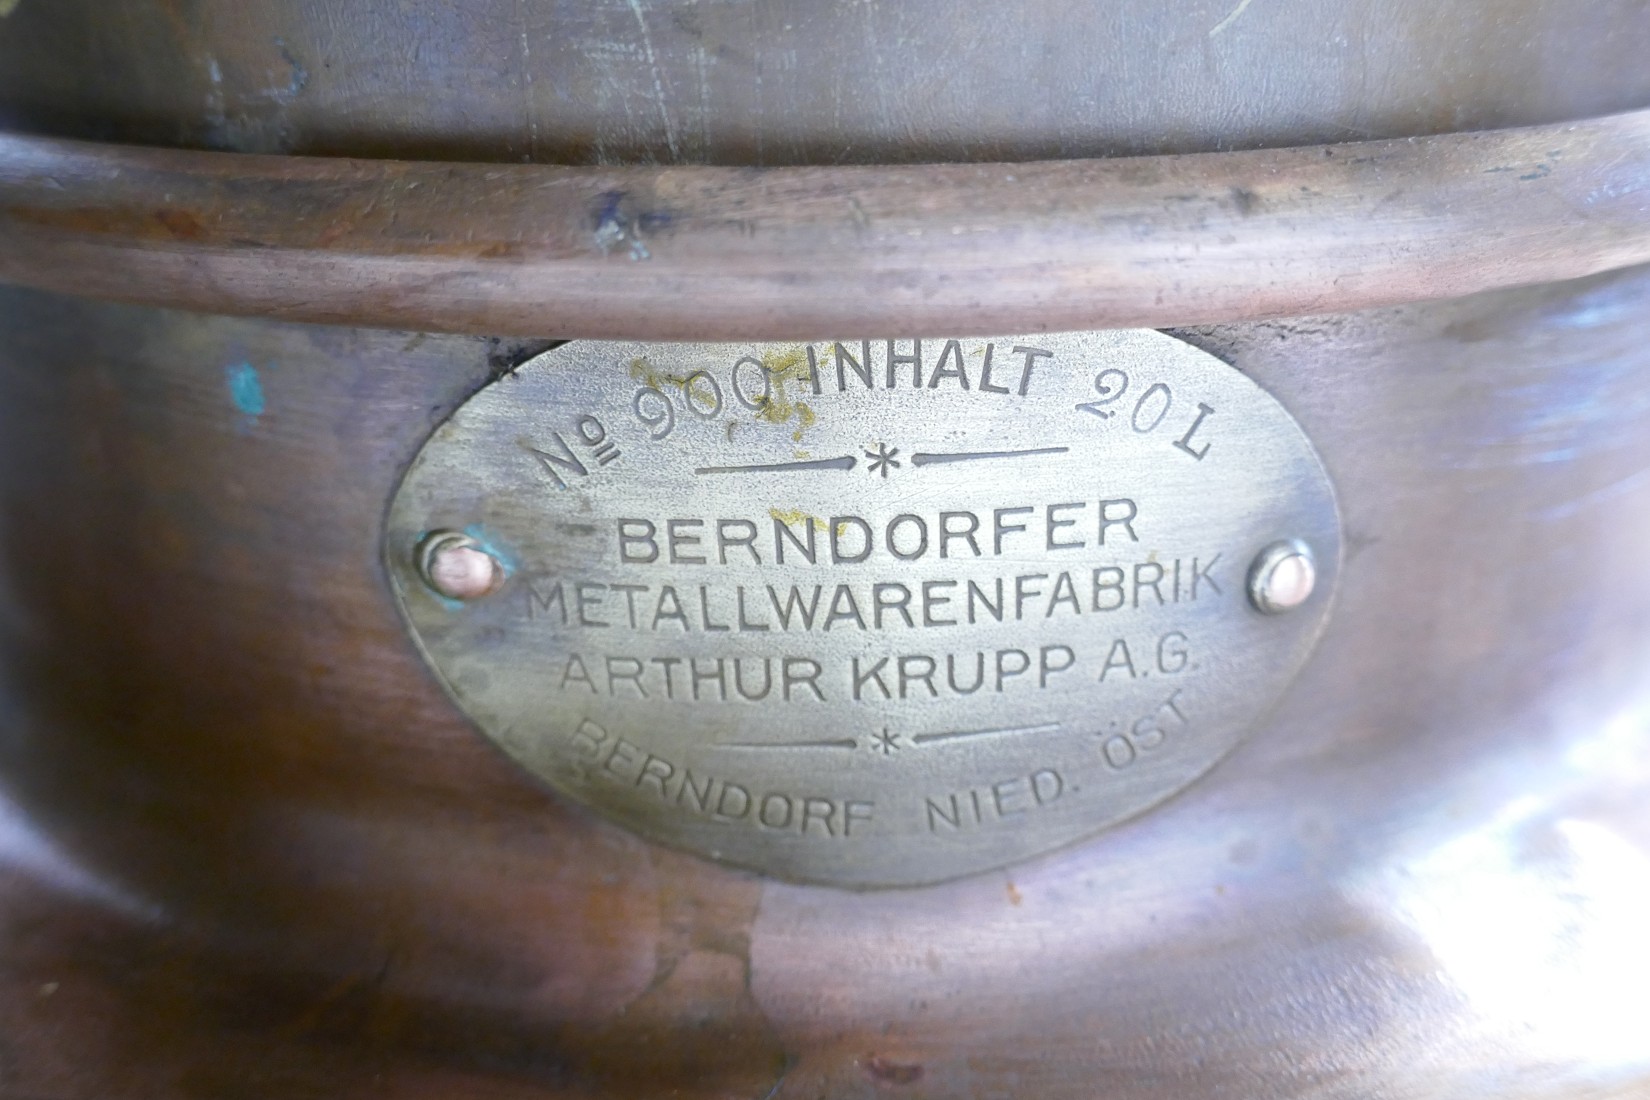 Nº 900 INHALT 20 L
BERNDORFER
METALLWARENFABRIK
ARTHUR KRUPP A.G.
BERNDORF NIED. ÖST.